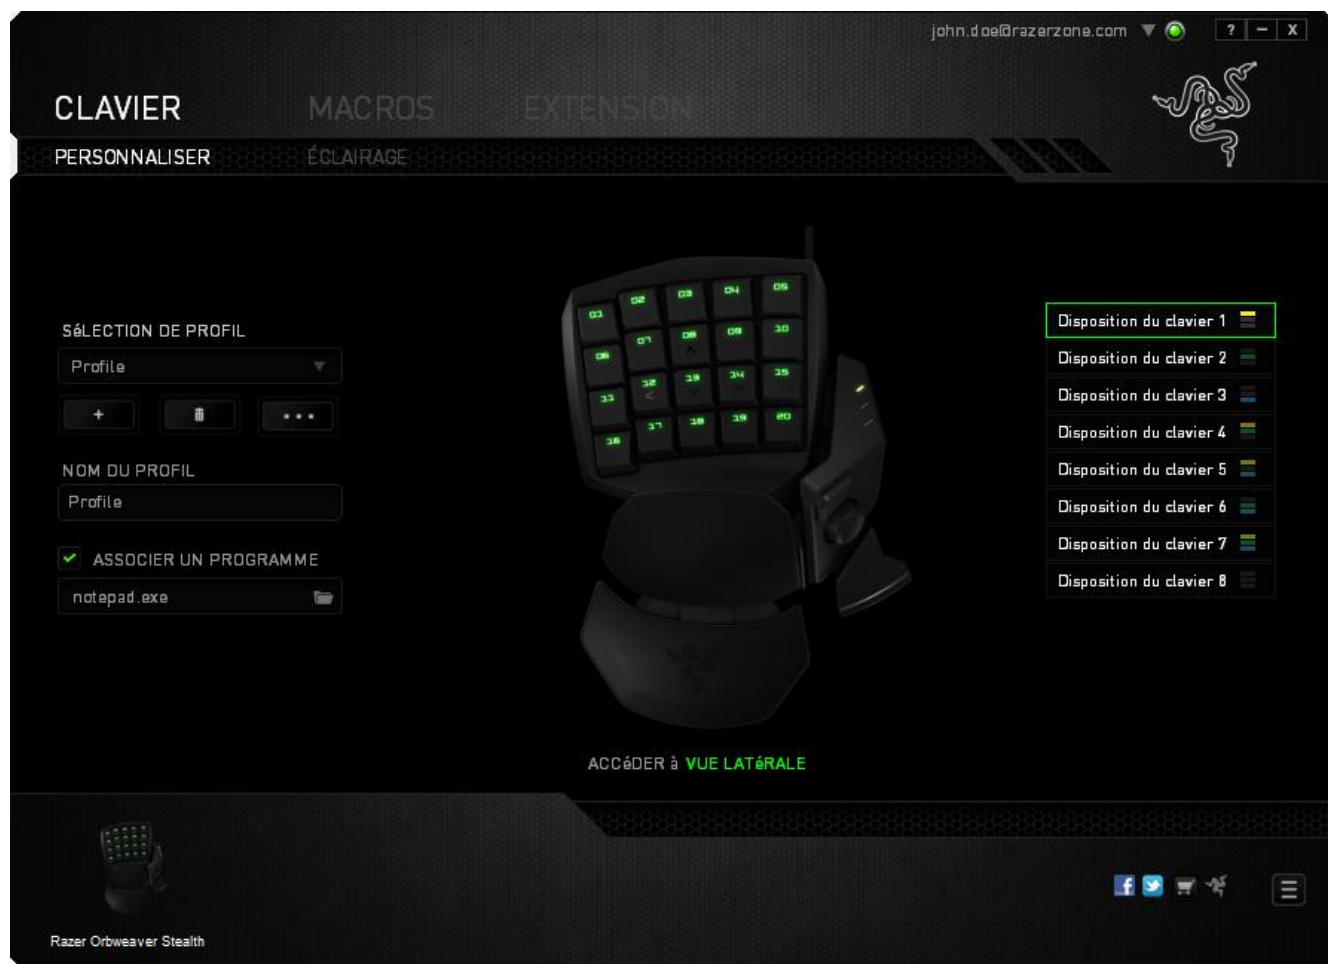 john.doe@razerzone.com
? – X
CLAVIER MACROS EXTENSION
PERSONNALISER ÉCLAIRAGE
SéLECTION DE PROFIL
Profile
+ •••
NOM DU PROFIL
Profile
ASSOCIER UN PROGRAMME
notepad.exe
01 02 03 04 05
06 07 08 09 10
11 12 13 14 15
16 17 18 19 20
ACCéDER à VUE LATéRALE
Disposition du clavier 1
Disposition du clavier 2
Disposition du clavier 3
Disposition du clavier 4
Disposition du clavier 5
Disposition du clavier 6
Disposition du clavier 7
Disposition du clavier 8
Razer Orbweaver Stealth